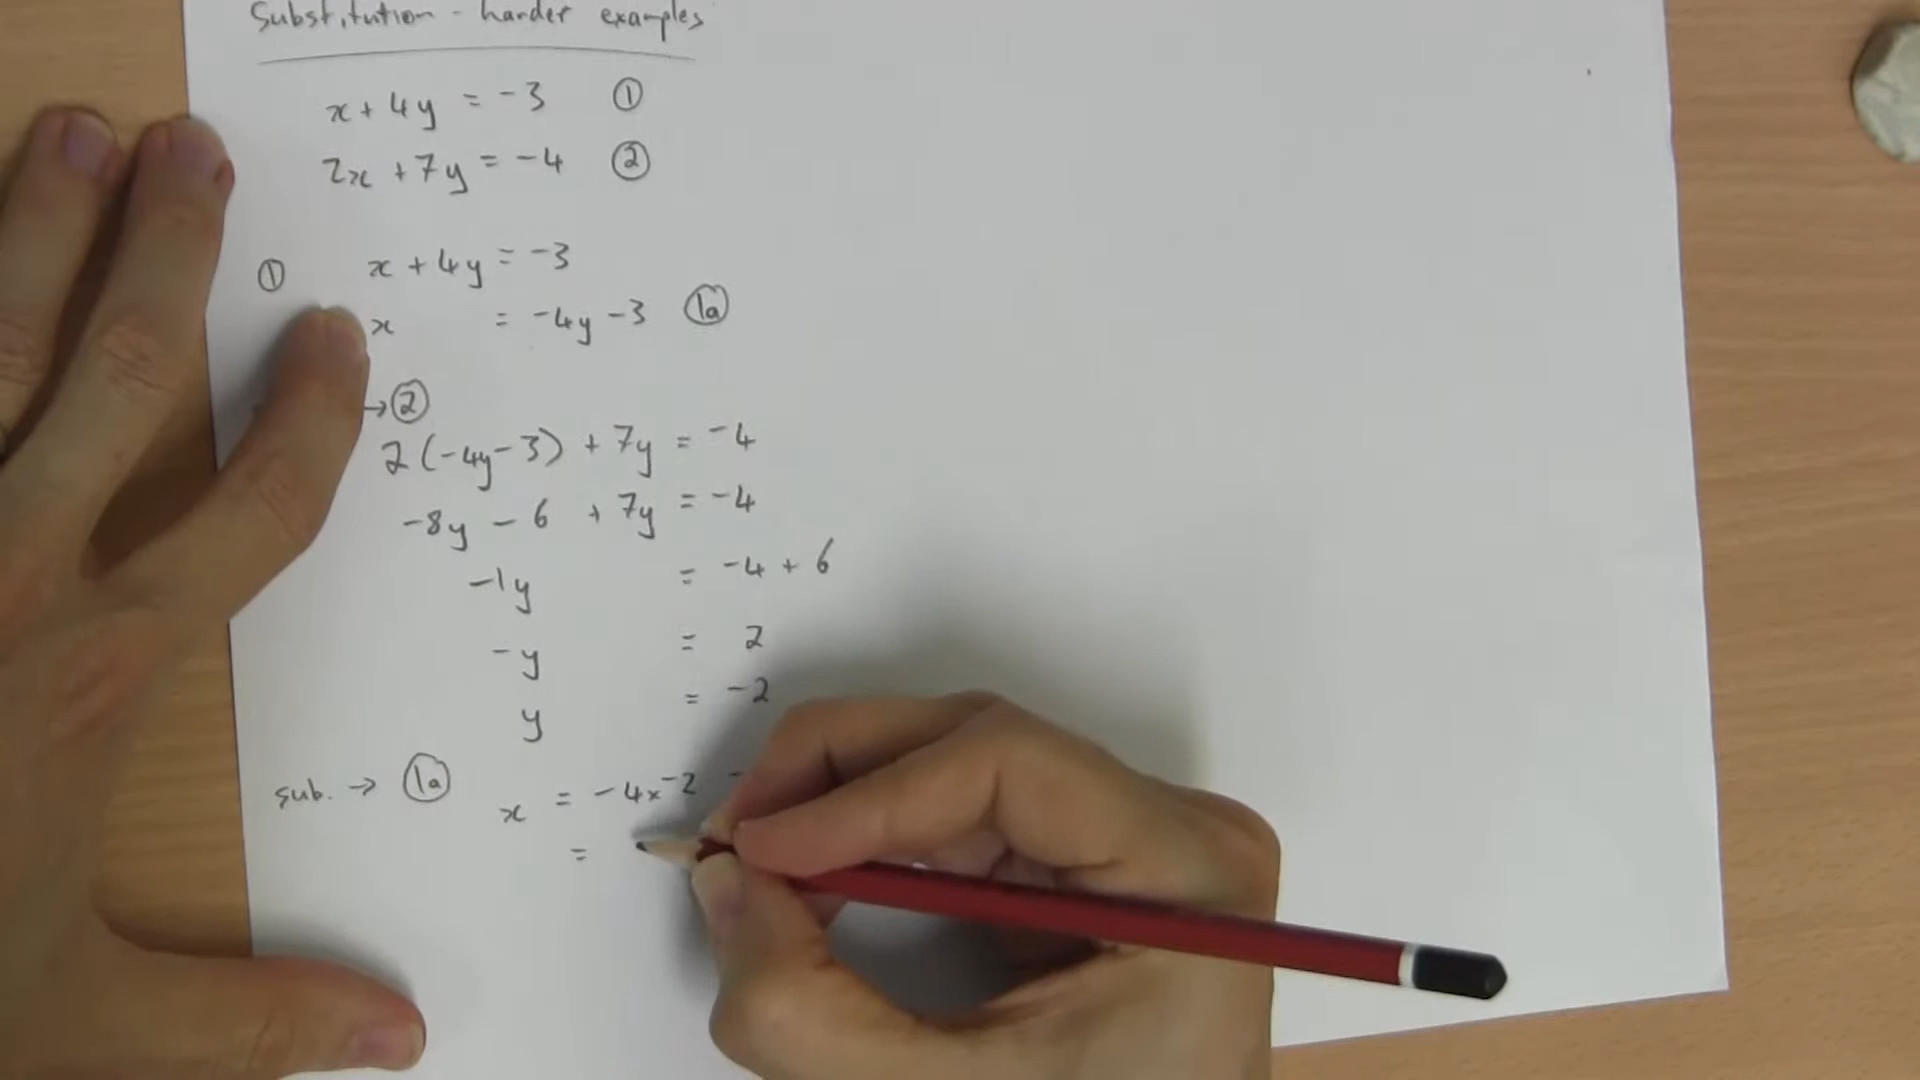 Substitution - harder examples
x + 4y = -3 ①
2x + 7y = -4 ②
① x + 4y = -3
x = -4y - 3 (1a)
→ ②
2(-4y - 3) + 7y = -4
-8y - 6 + 7y = -4
-1y = -4 + 6
-y = 2
y = -2
sub. → (1a) x = -4x -2 -
=